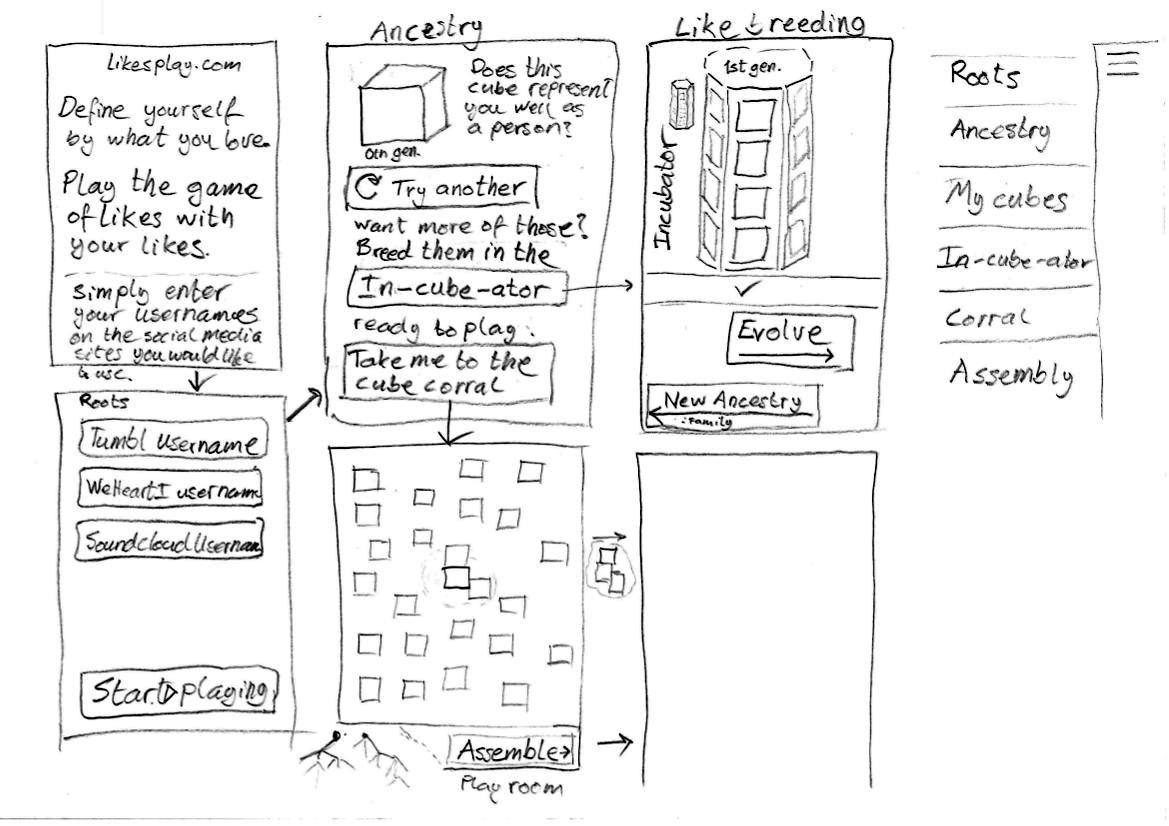 likesplay.com
Define yourself
by what you love.
Play the game
of likes with
your likes.
Simply enter
your usernames
on the social media
sites you would like
to use.
Roots
Tumbl username
WeHeartI usernam
Soundcloud Usernam
Start playing
Ancestry
Does this
cube represent
you well as
a person?
0th gen.
Try another
want more of those?
Breed them in the
In-cube-ator
ready to play:
Take me to the
cube corral
Assemble
Play room
Like breeding
1st gen.
Incubator
Evolve
New Ancestry
: Family
Roots
Ancestry
My cubes
In-cube-ator
Corral
Assembly